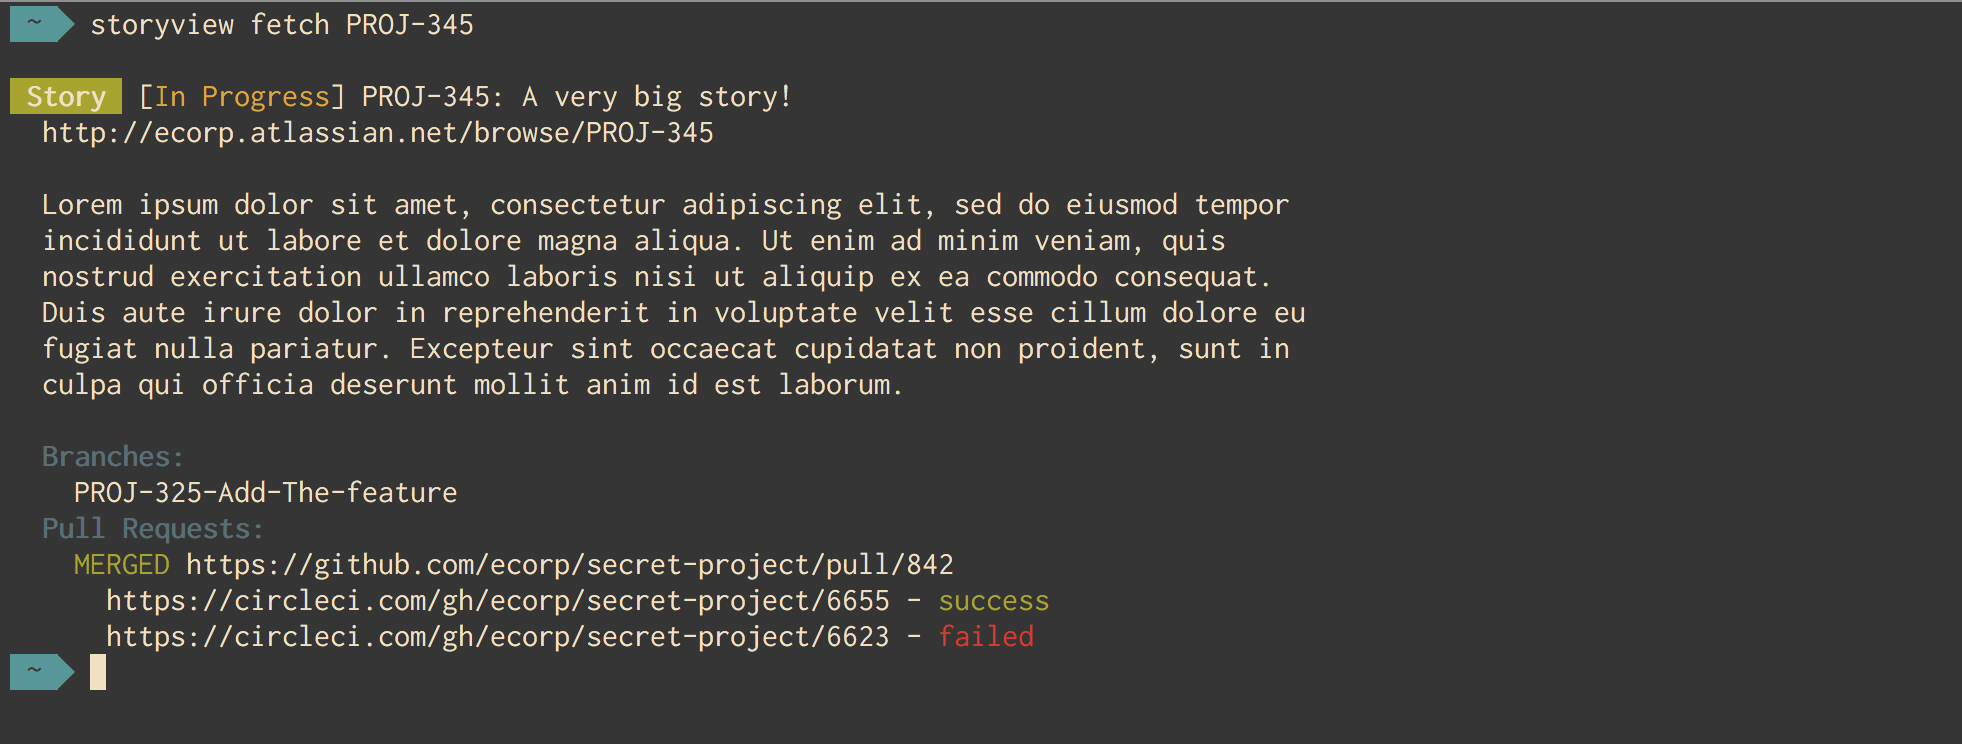 ~ storyview fetch PROJ-345
Story [In Progress] PROJ-345: A very big story!
http://ecorp.atlassian.net/browse/PROJ-345
Lorem ipsum dolor sit amet, consectetur adipiscing elit, sed do eiusmod tempor
incididunt ut labore et dolore magna aliqua. Ut enim ad minim veniam, quis
nostrud exercitation ullamco laboris nisi ut aliquip ex ea commodo consequat.
Duis aute irure dolor in reprehenderit in voluptate velit esse cillum dolore eu
fugiat nulla pariatur. Excepteur sint occaecat cupidatat non proident, sunt in
culpa qui officia deserunt mollit anim id est laborum.
Branches:
PROJ-325-Add-The-feature
Pull Requests:
MERGED https://github.com/ecorp/secret-project/pull/842
https://circleci.com/gh/ecorp/secret-project/6655 - success
https://circleci.com/gh/ecorp/secret-project/6623 - failed
~